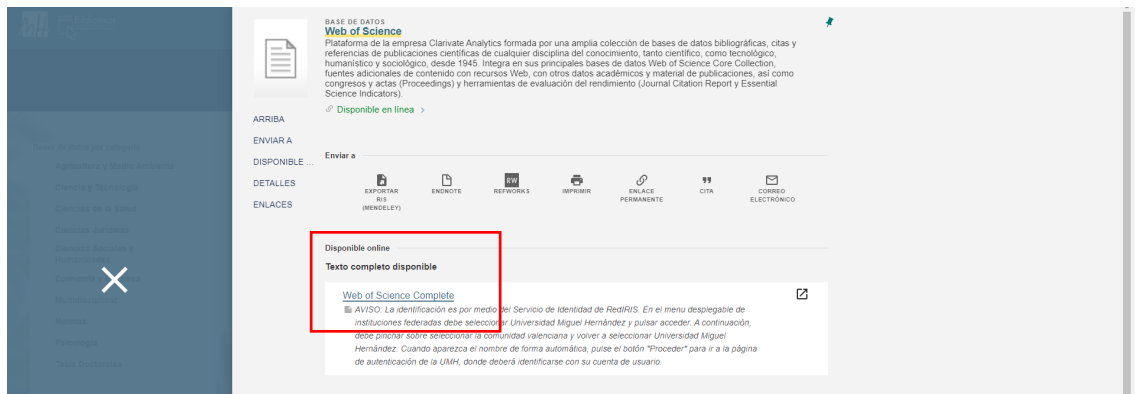 BASE DE DATOS
Web of Science
Plataforma de la empresa Clarivate Analytics formada por una amplia colección de bases de datos bibliográficas, citas y
referencias de publicaciones científicas de cualquier disciplina del conocimiento, tanto científico, como tecnológico,
humanístico y sociológico, desde 1945. Integra en sus principales bases de datos Web of Science Core Collection,
fuentes adicionales de contenido con recursos Web, con otros datos académicos y material de publicaciones, así como
congresos y actas (Proceedings) y herramientas de evaluación del rendimiento (Journal Citation Report y Essential
Science Indicators).
Disponible en línea
ARRIBA
ENVIAR A
DISPONIBLE ...
DETALLES
ENLACES
Enviar a
EXPORTAR RIS (MENDELEY)
ENDNOTE
RW
REFWORKS
IMPRIMIR
ENLACE PERMANENTE
CITA
CORREO ELECTRÓNICO
Disponible online
Texto completo disponible
Web of Science Complete
AVISO: La identificación es por medio del Servicio de Identidad de RedIRIS. En el menu desplegable de
instituciones federadas debe seleccionar Universidad Miguel Hernández y pulsar acceder. A continuación,
debe pinchar sobre seleccionar la comunidad valenciana y volver a seleccionar Universidad Miguel
Hernández. Cuando aparezca el nombre de forma automática, pulse el botón "Proceder" para ir a la página
de autenticación de la UMH, donde deberá identificarse con su cuenta de usuario.
Agricultura y Medio Ambiente
Ciencia y Tecnología
Ciencias de la Salud
Ciencias Jurídicas
Ciencias Sociales y
Humanidades
Multidisciplinar
Normas
Psicología
Tesis Doctorales